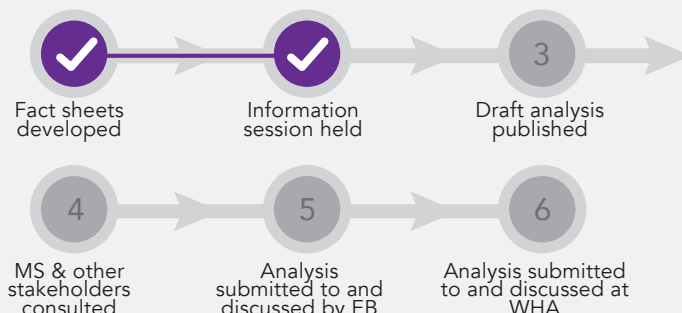 Fact sheets
developed
Information
session held
3
Draft analysis
published
4
MS & other
stakeholders
consulted
5
Analysis
submitted to and
discussed by EB
6
Analysis submitted
to and discussed at
WHA